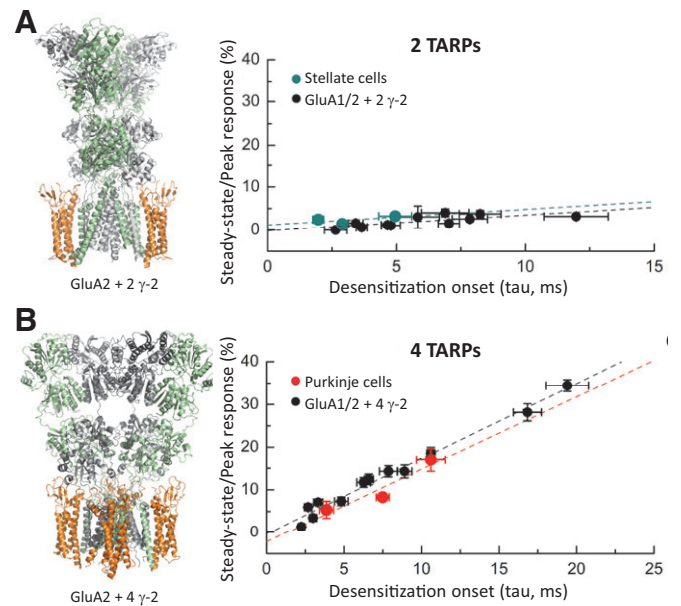 A
2 TARPs
Steady-state/Peak response (%)
40
30
20
10
0
Stellate cells
GluA1/2 + 2 γ-2
0
5
10
15
Desensitization onset (tau, ms)
GluA2 + 2 γ-2
B
4 TARPs
Steady-state/Peak response (%)
40
30
20
10
0
Purkinje cells
GluA1/2 + 4 γ-2
0
5
10
15
20
25
Desensitization onset (tau, ms)
GluA2 + 4 γ-2